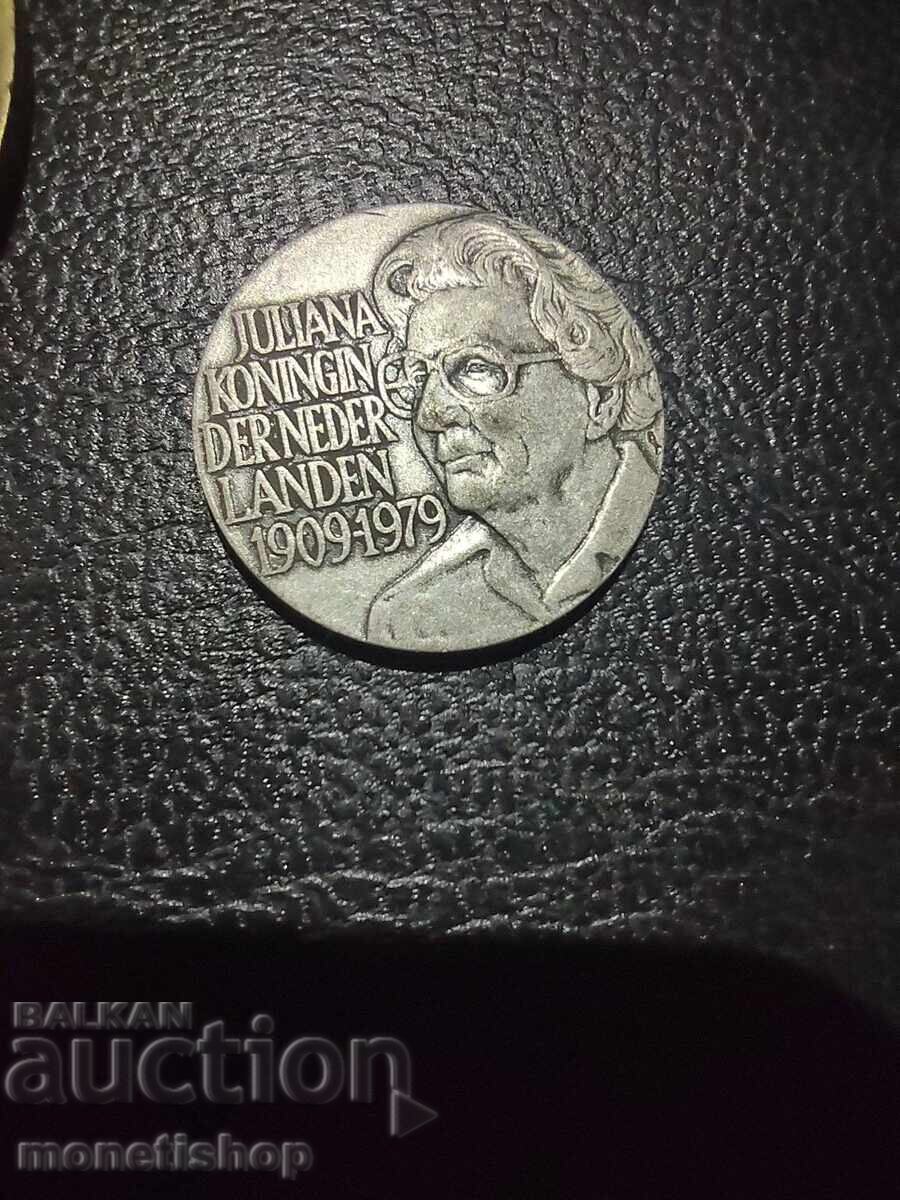 JULIANA
KONINGIN
DER NEDER
LANDEN
1909-1979
BALKAN
auction
monetishop